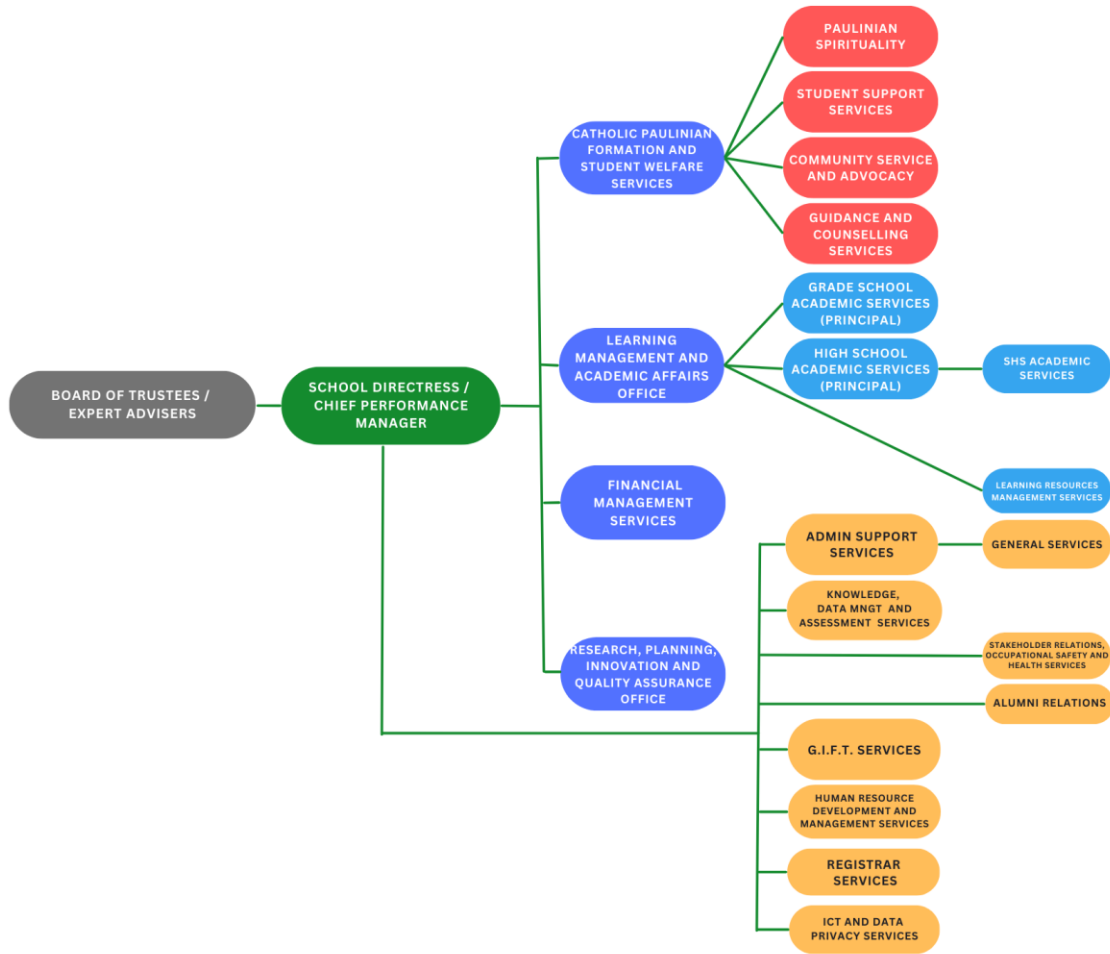 BOARD OF TRUSTEES /
EXPERT ADVISERS
SCHOOL DIRECTRESS /
CHIEF PERFORMANCE
MANAGER
CATHOLIC PAULINIAN
FORMATION AND
STUDENT WELFARE
SERVICES
PAULINIAN
SPIRITUALITY
STUDENT SUPPORT
SERVICES
COMMUNITY SERVICE
AND ADVOCACY
GUIDANCE AND
COUNSELLING
SERVICES
LEARNING
MANAGEMENT AND
ACADEMIC AFFAIRS
OFFICE
GRADE SCHOOL
ACADEMIC SERVICES
(PRINCIPAL)
HIGH SCHOOL
ACADEMIC SERVICES
(PRINCIPAL)
SHS ACADEMIC
SERVICES
LEARNING RESOURCES
MANAGEMENT SERVICES
FINANCIAL
MANAGEMENT
SERVICES
RESEARCH, PLANNING,
INNOVATION AND
QUALITY ASSURANCE
OFFICE
ADMIN SUPPORT
SERVICES
GENERAL SERVICES
KNOWLEDGE,
DATA MNGT AND
ASSESSMENT SERVICES
STAKEHOLDER RELATIONS,
OCCUPATIONAL SAFETY AND
HEALTH SERVICES
ALUMNI RELATIONS
G.I.F.T. SERVICES
HUMAN RESOURCE
DEVELOPMENT AND
MANAGEMENT SERVICES
REGISTRAR
SERVICES
ICT AND DATA
PRIVACY SERVICES